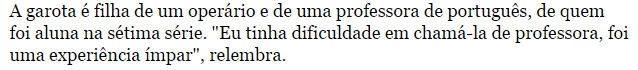 A garota é filha de um operário e de uma professora de português, de quem
foi aluna na sétima série. "Eu tinha dificuldade em chamá-la de professora, foi
uma experiência ímpar", relembra.